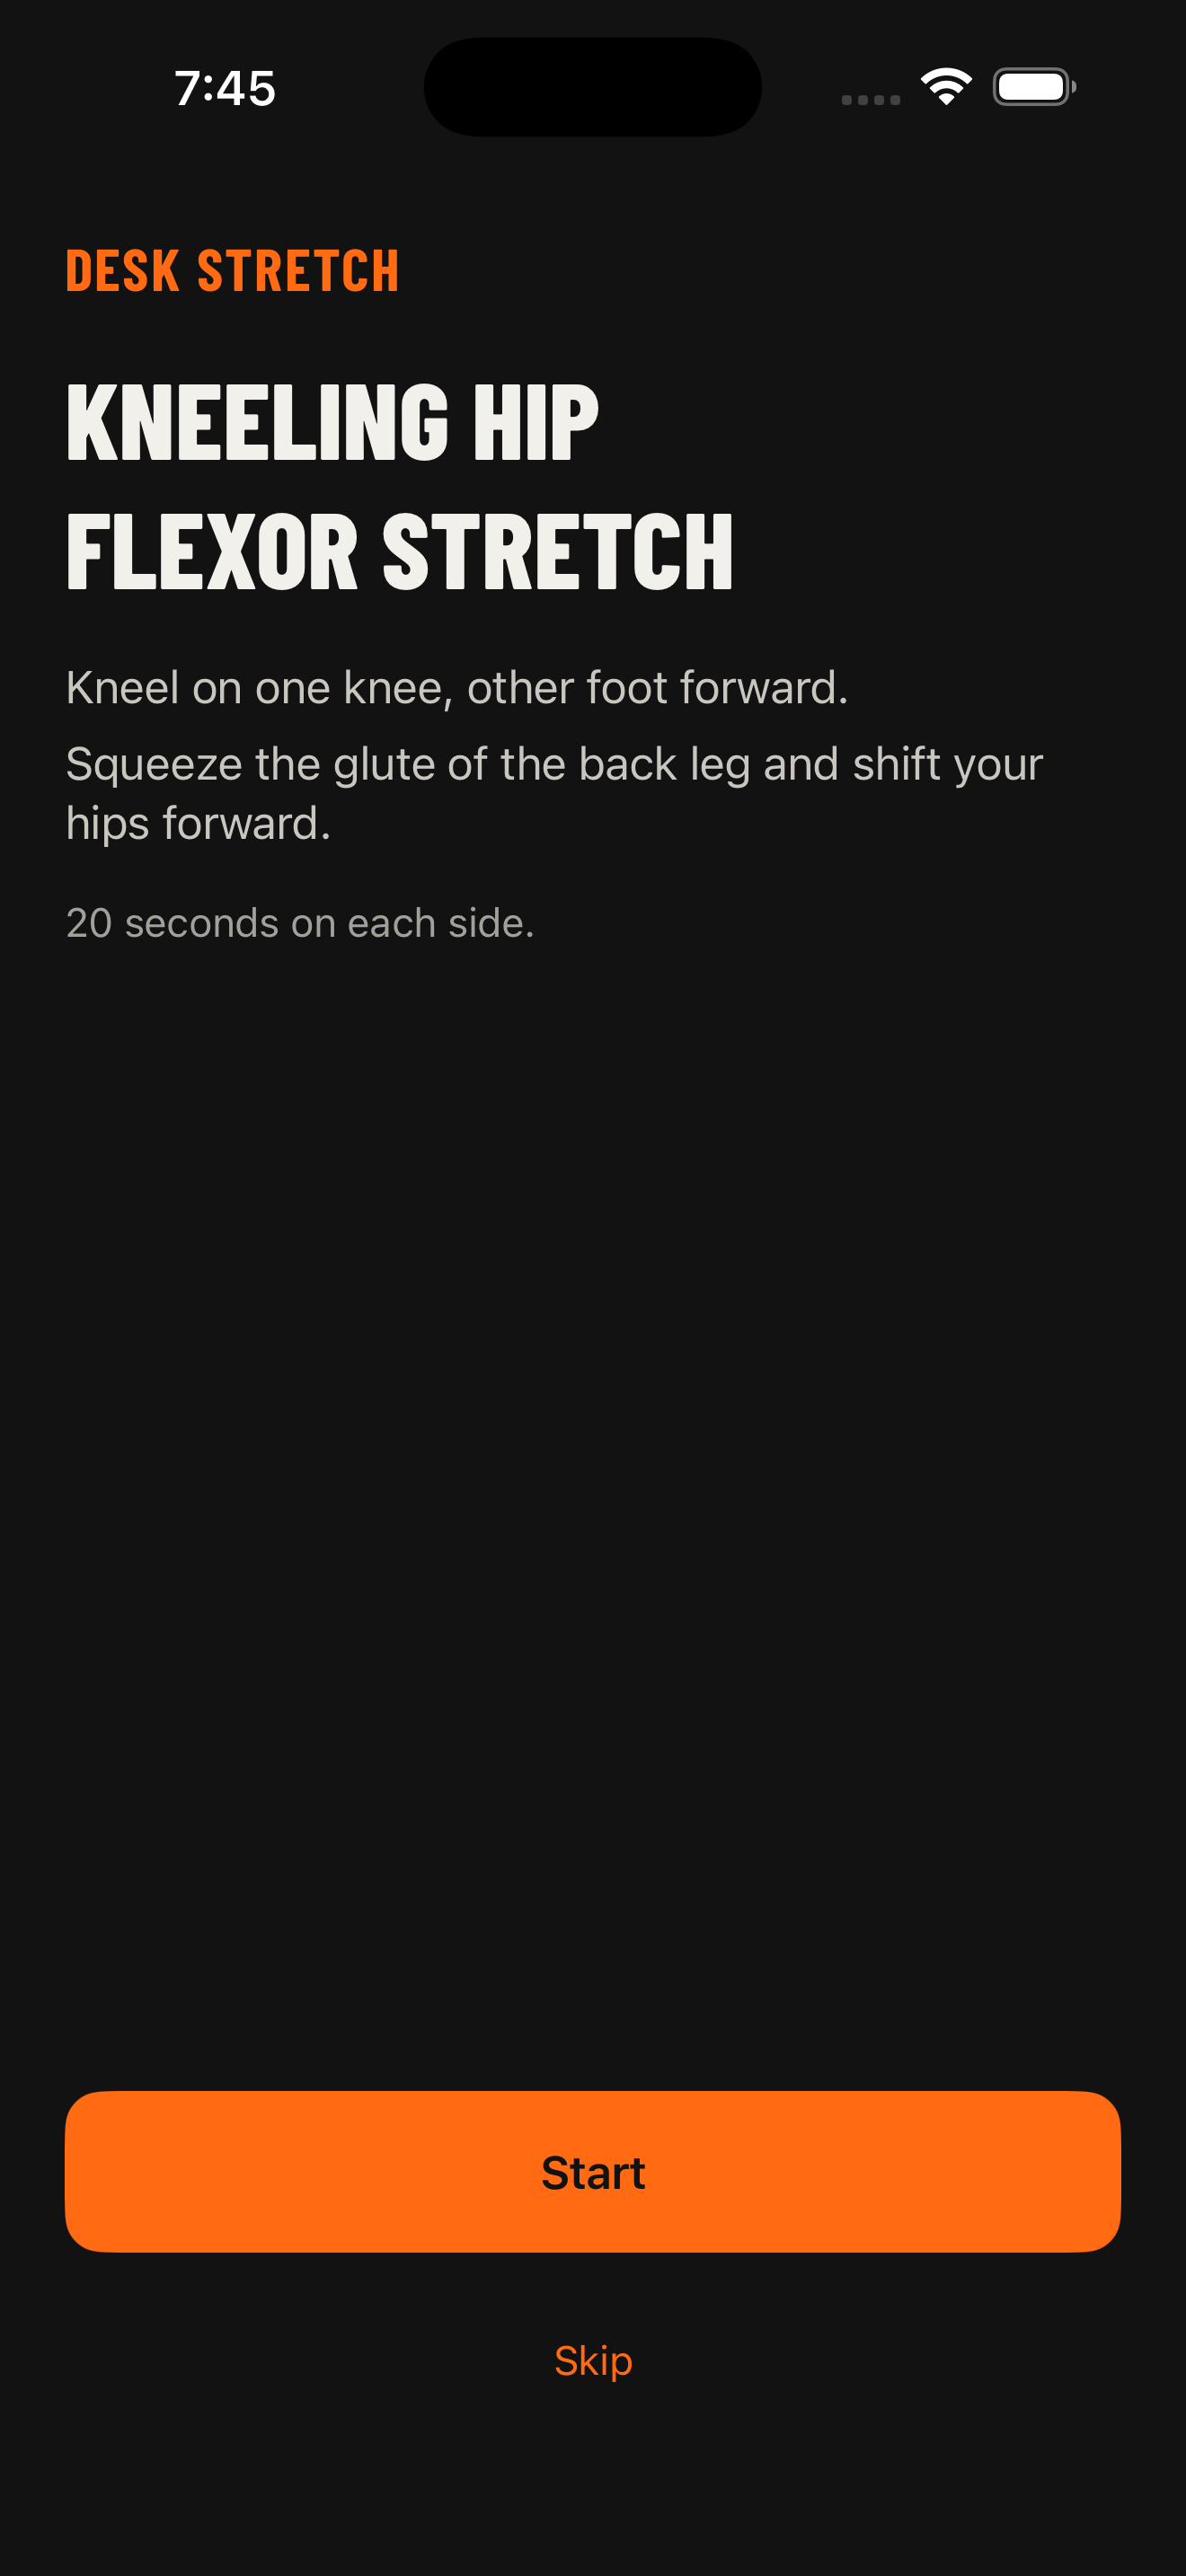 7:45
DESK STRETCH
KNEELING HIP
FLEXOR STRETCH
Kneel on one knee, other foot forward.
Squeeze the glute of the back leg and shift your
hips forward.
20 seconds on each side.
Start
Skip